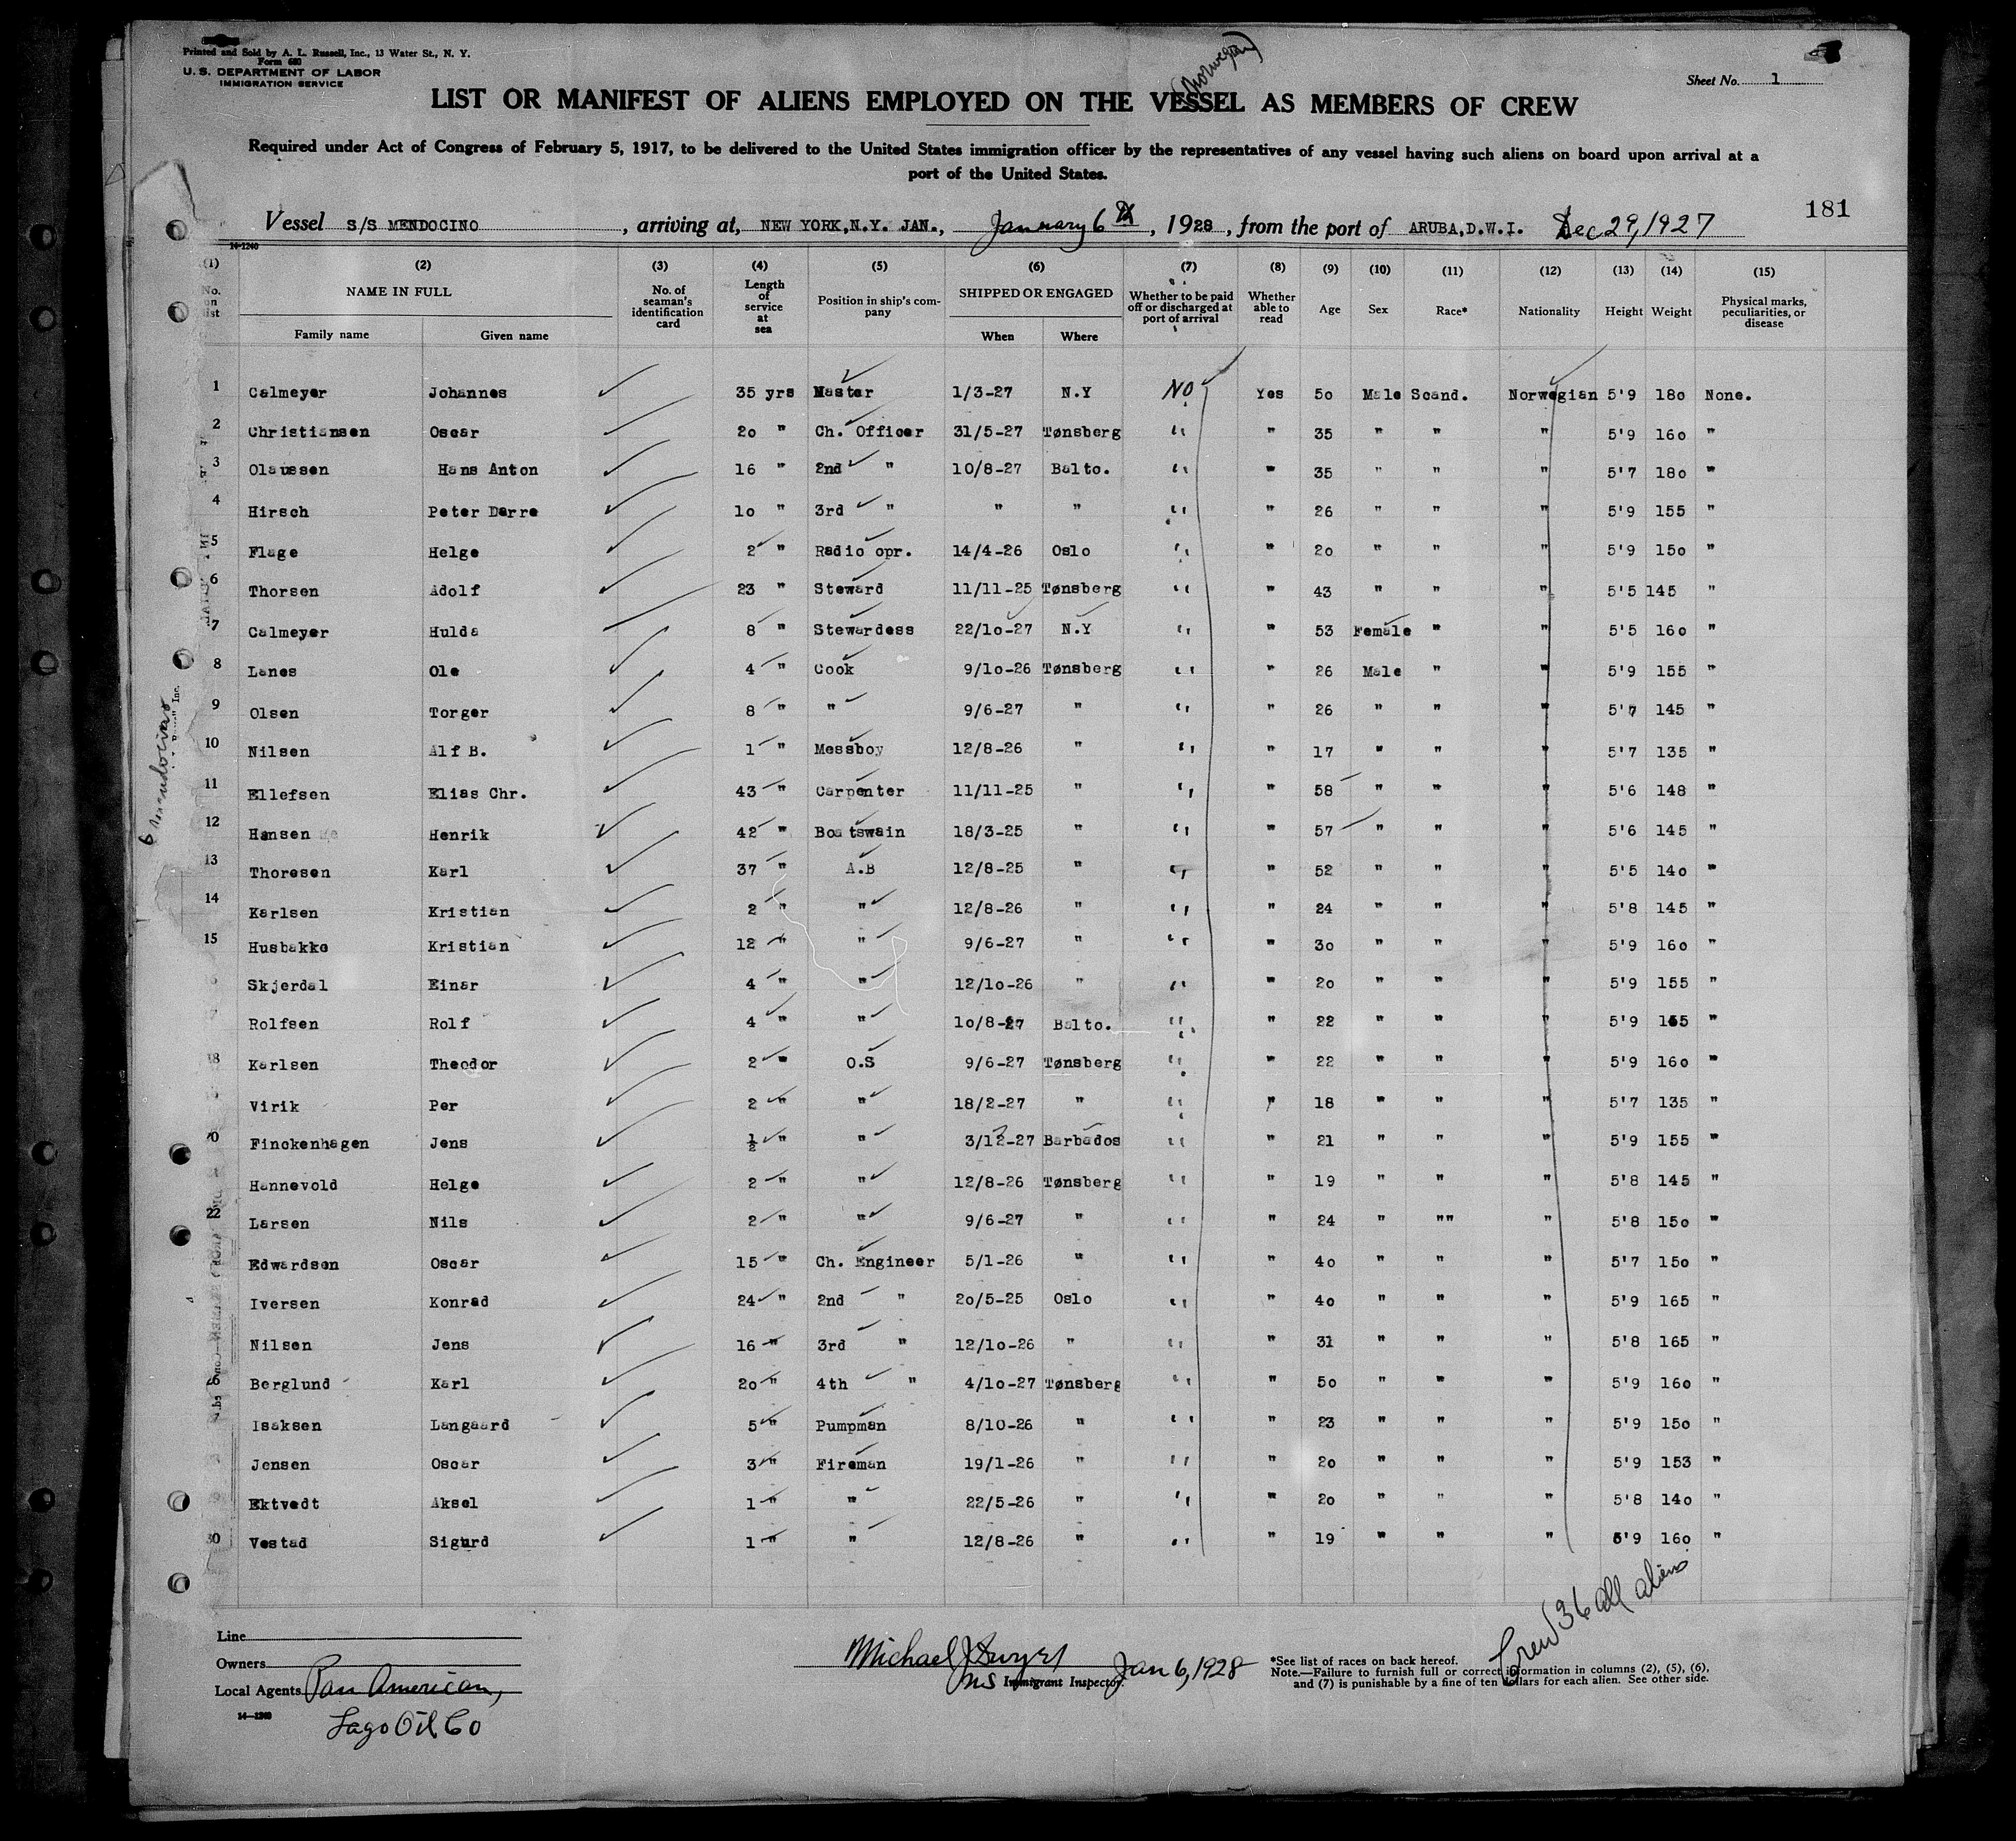 Printed and Sold by A. L. Russell, Inc., 13 Water St., N. Y.
Form 680
U. S. DEPARTMENT OF LABOR
IMMIGRATION SERVICE
(Norwegian)
Sheet No. 1
LIST OR MANIFEST OF ALIENS EMPLOYED ON THE VESSEL AS MEMBERS OF CREW
Required under Act of Congress of February 5, 1917, to be delivered to the United States immigration officer by the representatives of any vessel having such aliens on board upon arrival at a
port of the United States.
181
Vessel S/S MENDOCINO , arriving at, NEW YORK,N.Y. JAN., January 6th , 1928 , from the port of ARUBA,D.W.I. Dec 29, 1927
14-1240
(1) (2) (3) (4) (5) (6) (7) (8) (9) (10) (11) (12) (13) (14) (15)
No. on list NAME IN FULL Family name Given name No. of seaman's identification card Length of service at sea Position in ship's company SHIPPED OR ENGAGED When Where Whether to be paid off or discharged at port of arrival Whether able to read Age Sex Race* Nationality Height Weight Physical marks, peculiarities, or disease
1 Calmeyer Johannes 35 yrs Master 1/3-27 N.Y NO Yes 50 Male Scand. Norwegian 5'9 180 None.
2 Christiansen Oscar 20 " Ch. Officer 31/5-27 Tønsberg " " 35 " " " 5'9 160 "
3 Olaussen Hans Anton 16 " 2nd " 10/8-27 Balto. " " 35 " " " 5'7 180 "
4 Hirsch Peter Darre 10 " 3rd " " " " " 26 " " " 5'9 155 "
5 Flage Helge 2 " Radio opr. 14/4-26 Oslo " " 20 " " " 5'9 150 "
6 Thorsen Adolf 23 " Steward 11/11-25 Tønsberg " " 43 " " " 5'5 145 "
7 Calmeyer Hulda 8 " Stewardess 22/10-27 N.Y " " 53 Female " " 5'5 160 "
8 Lanes Ole 4 " Cook 9/10-26 Tønsberg " " 26 Male " " 5'9 155 "
9 Olsen Torger 8 " " 9/6-27 " " " 26 " " " 5'7 145 "
10 Nilsen Alf B. 1 " Messboy 12/8-26 " " " 17 " " " 5'7 135 "
11 Ellefsen Elias Chr. 43 " Carpenter 11/11-25 " " " 58 " " " 5'6 148 "
12 Hansen Henrik 42 " Boatswain 18/3-25 " " " 57 " " " 5'6 145 "
13 Thoresen Karl 37 " A.B 12/8-25 " " " 52 " " " 5'5 140 "
14 Karlsen Kristian 2 " " 12/8-26 " " " 24 " " " 5'8 145 "
15 Husbakke Kristian 12 " " 9/6-27 " " " 30 " " " 5'9 160 "
Skjerdal Einar 4 " " 12/10-26 " " " 20 " " " 5'9 155 "
Rolfsen Rolf 4 " " 10/8-27 Balto. " " 22 " " " 5'9 155 "
18 Karlsen Theodor 2 " O.S 9/6-27 Tønsberg " " 22 " " " 5'9 160 "
Virik Per 2 " " 18/2-27 " " " 18 " " " 5'7 135 "
0 Finckenhagen Jens ½ " " 3/12-27 Barbados " " 21 " " " 5'9 155 "
Hannevold Helge 2 " " 12/8-26 Tønsberg " " 19 " " " 5'8 145 "
22 Larsen Nils 2 " " 9/6-27 " " " 24 " "" " 5'8 150 "
Edwardsen Oscar 15 " Ch. Engineer 5/1-26 " " " 40 " " " 5'7 150 "
Iversen Konrad 24 " 2nd " 20/5-25 Oslo " " 40 " " " 5'9 165 "
Nilsen Jens 16 " 3rd " 12/10-26 " " " 31 " " " 5'8 165 "
6 Berglund Karl 20 " 4th " 4/10-27 Tønsberg " " 50 " " " 5'9 160 "
Isaksen Langaard 5 " Pumpman 8/10-26 " " " 23 " " " 5'9 150 "
Jensen Oscar 3 " Fireman 19/1-26 " " " 20 " " " 5'9 153 "
Ektvedt Aksel 1 " " 22/5-26 " " " 20 " " " 5'8 140 "
30 Vestad Sigurd 1 " " 12/8-26 " " " 19 " " " 5'9 160 "
Crew 36 all aliens
Line
Owners
Local Agents Pan American,
Lago Oil Co
14-1240
Michael J Dwyer
Ins Immigrant Inspector. Jan 6, 1928
*See list of races on back hereof.
Note.—Failure to furnish full or correct information in columns (2), (5), (6),
and (7) is punishable by a fine of ten dollars for each alien. See other side.
Mendocino